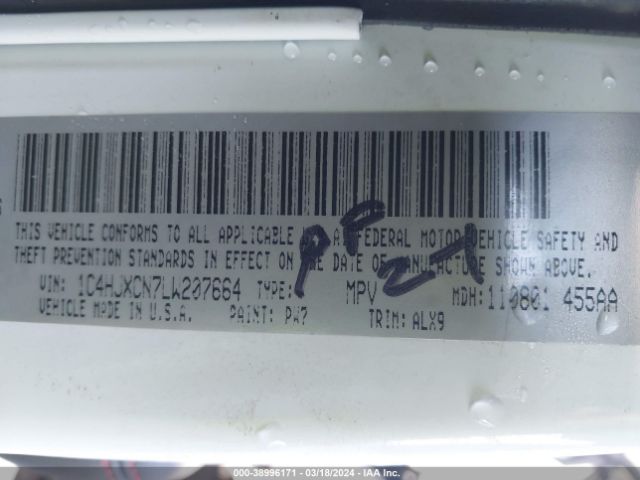 THIS VEHICLE CONFORMS TO ALL APPLICABLE FEDERAL MOTOR VEHICLE SAFETY AND
THEFT PREVENTION STANDARDS IN EFFECT ON THE DATE OF MANUFACTURE SHOWN ABOVE.
VIN: 1C4HJXCN7LW207664 TYPE: MPV MDH: 110801 455AA
VEHICLE MADE IN U.S.A. PAINT: PW7 TRIM: ALX9
000-38996171 - 03/18/2024 - IAA Inc.